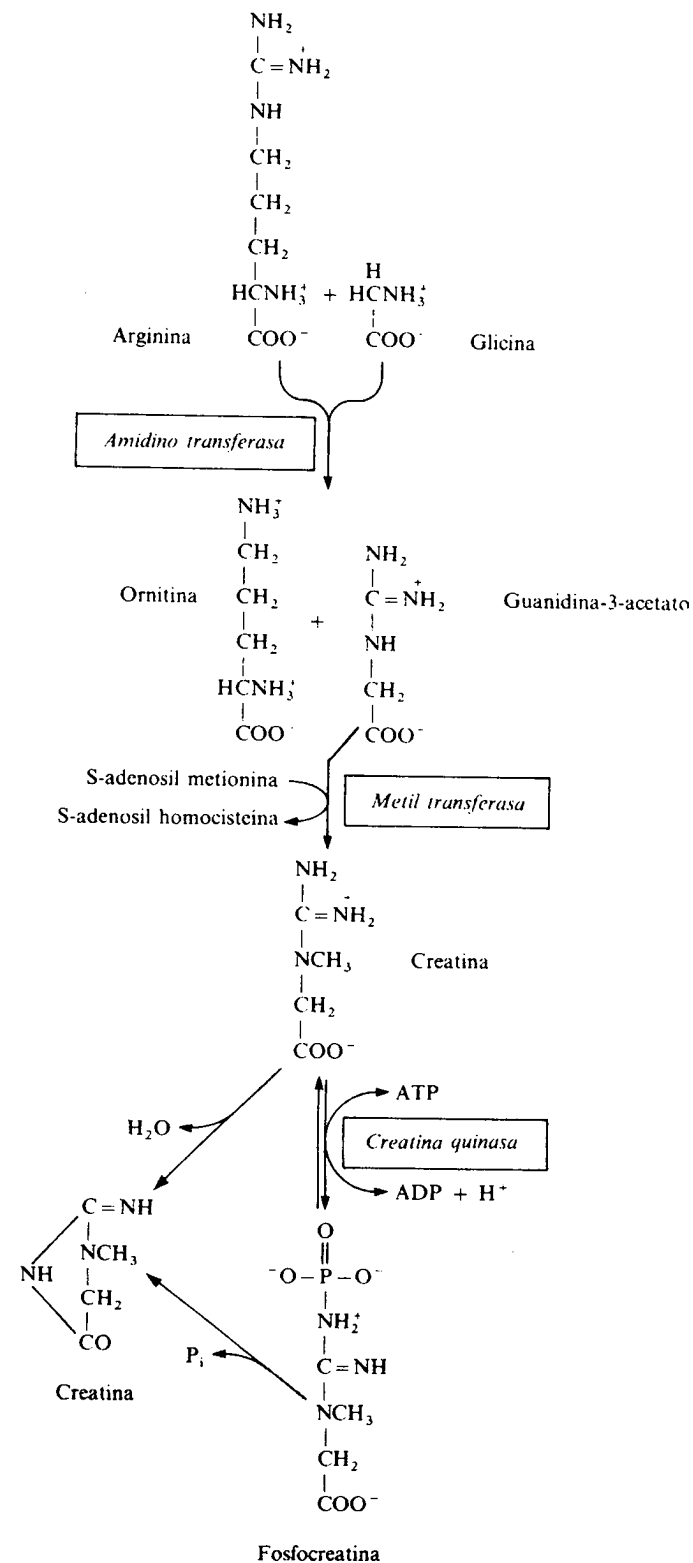 NH₂
C=NH₂⁺
NH
CH₂
CH₂
CH₂
H
HCNH₃⁺ + HCNH₃⁺
Arginina COO⁻ COO⁻ Glicina
Amidino transferasa
NH₃⁺
CH₂ NH₂
Ornitina CH₂ + C=NH₂⁺ Guanidina-3-acetato
CH₂ NH
HCNH₃⁺ CH₂
COO⁻ COO⁻
S-adenosil metionina
Metil transferasa
S-adenosil homocisteína
NH₂
C=NH₂⁺
NCH₃ Creatina
CH₂
COO⁻
ATP
H₂O
Creatina quinasa
ADP + H⁺
C=NH
O
NCH₃
NH
⁻O–P–O⁻
CH₂
NH₂⁺
CO
Pᵢ
C=NH
Creatina
NCH₃
CH₂
COO⁻
Fosfocreatina